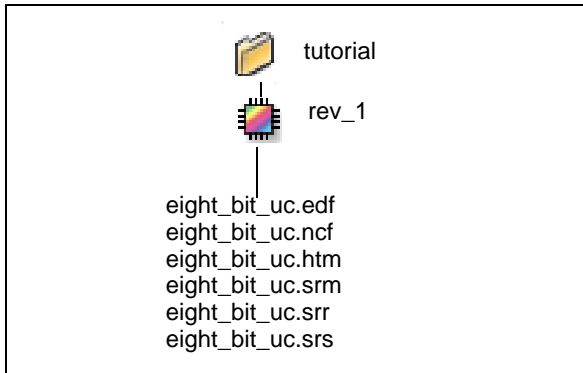 tutorial
rev_1
eight_bit_uc.edf
eight_bit_uc.ncf
eight_bit_uc.htm
eight_bit_uc.srm
eight_bit_uc.srr
eight_bit_uc.srs